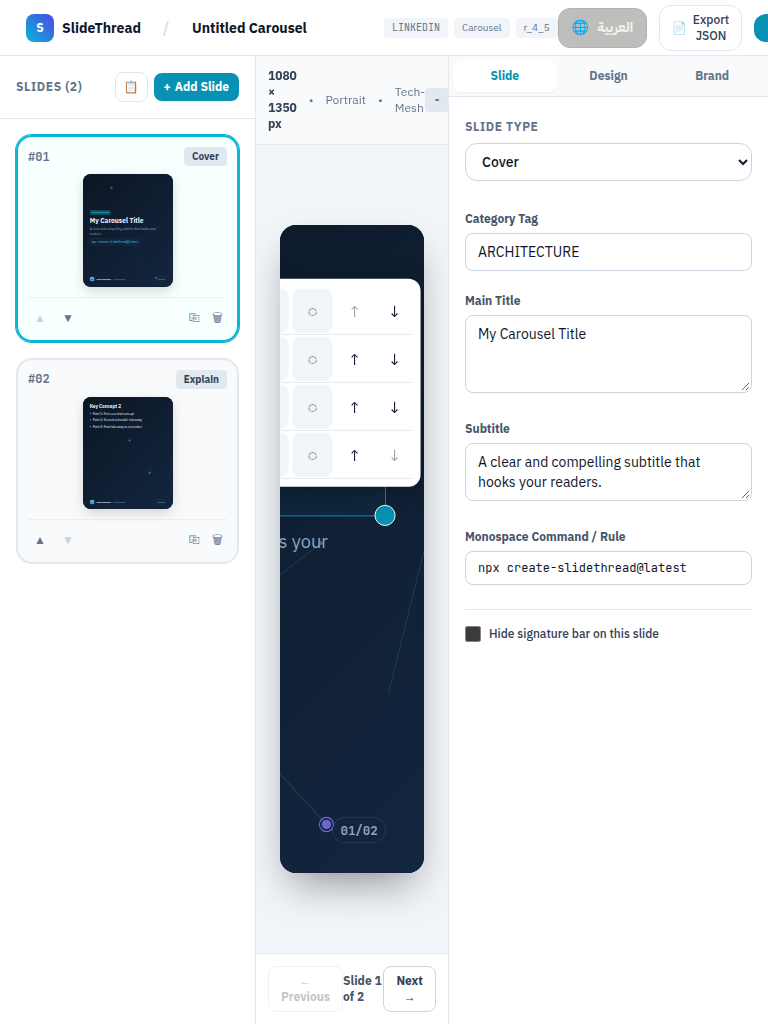 S SlideThread / Untitled Carousel
LINKEDIN Carousel r_4_5
العربية
Export
JSON
SLIDES (2)
+ Add Slide
#01 Cover
My Carousel Title
#02 Explain
Key Concept 2
1080
×
1350
px
• Portrait • Tech-
Mesh
-
s your
01/02
←
Previous
Slide 1
of 2
Next
→
Slide Design Brand
SLIDE TYPE
Cover
Category Tag
ARCHITECTURE
Main Title
My Carousel Title
Subtitle
A clear and compelling subtitle that
hooks your readers.
Monospace Command / Rule
npx create-slidethread@latest
Hide signature bar on this slide